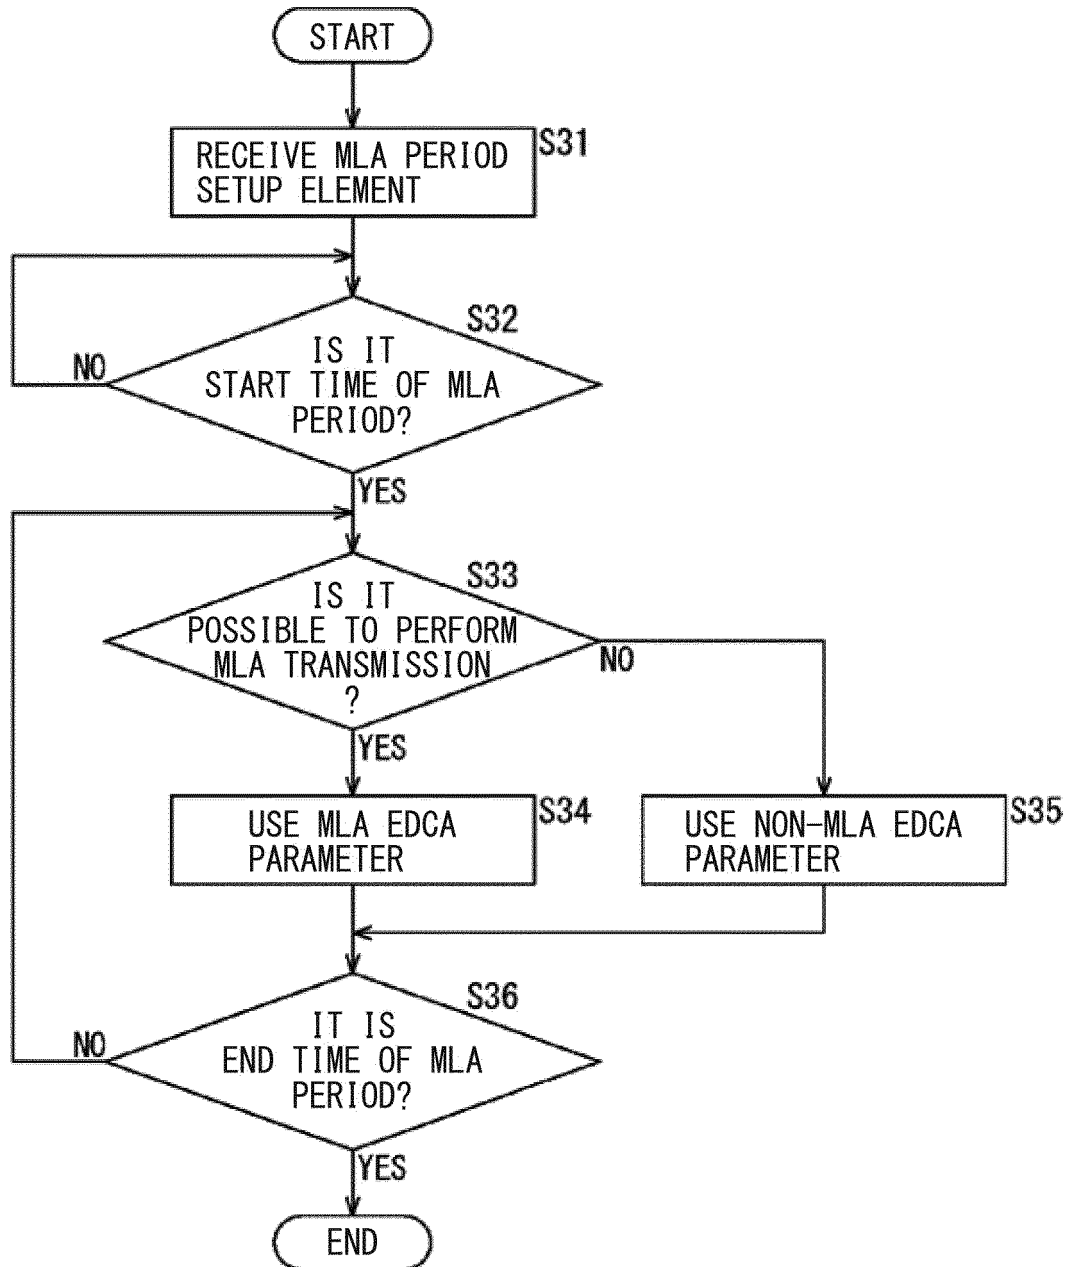 START
RECEIVE MLA PERIOD
SETUP ELEMENT
S31
IS IT
START TIME OF MLA
PERIOD?
S32
NO
YES
IS IT
POSSIBLE TO PERFORM
MLA TRANSMISSION
?
S33
NO
YES
USE MLA EDCA
PARAMETER
S34
USE NON-MLA EDCA
PARAMETER
S35
IT IS
END TIME OF MLA
PERIOD?
S36
NO
YES
END